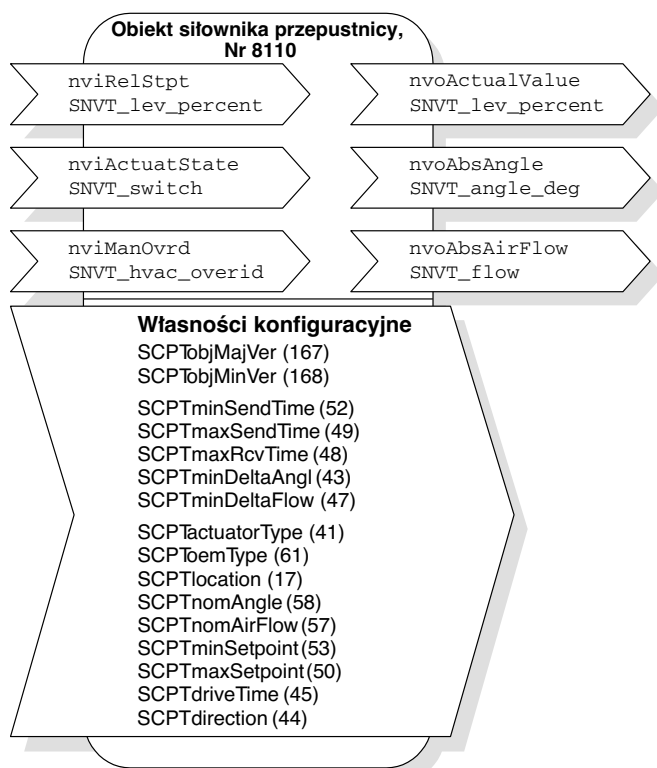 Obiekt siłownika przepustnicy,
Nr 8110
nviRelStpt
SNVT_lev_percent
nvoActualValue
SNVT_lev_percent
nviActuatState
SNVT_switch
nvoAbsAngle
SNVT_angle_deg
nviManOvrd
SNVT_hvac_overid
nvoAbsAirFlow
SNVT_flow
Własności konfiguracyjne
SCPTobjMajVer (167)
SCPTobjMinVer (168)
SCPTminSendTime (52)
SCPTmaxSendTime (49)
SCPTmaxRcvTime (48)
SCPTminDeltaAngl (43)
SCPTminDeltaFlow (47)
SCPTactuatorType (41)
SCPToemType (61)
SCPTlocation (17)
SCPTnomAngle (58)
SCPTnomAirFlow (57)
SCPTminSetpoint (53)
SCPTmaxSetpoint (50)
SCPTdriveTime (45)
SCPTdirection (44)